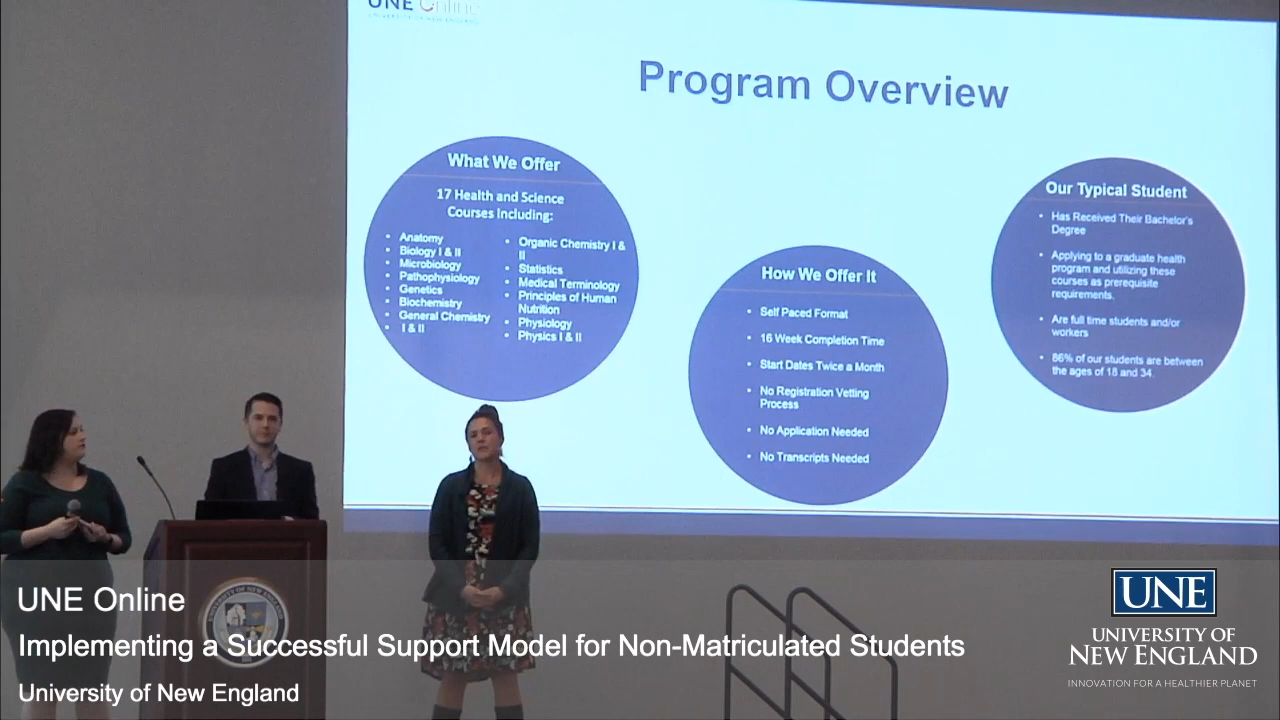 UNE Online
UNIVERSITY OF NEW ENGLAND
Program Overview
What We Offer
17 Health and Science
Courses Including:
• Anatomy
• Biology I & II
• Microbiology
• Pathophysiology
• Genetics
• Biochemistry
• General Chemistry
• I & II
• Organic Chemistry I &
II
• Statistics
• Medical Terminology
• Principles of Human
Nutrition
• Physiology
• Physics I & II
How We Offer It
• Self Paced Format
• 16 Week Completion Time
• Start Dates Twice a Month
• No Registration Vetting
Process
• No Application Needed
• No Transcripts Needed
Our Typical Student
• Has Received Their Bachelor's
Degree
• Applying to a graduate health
program and utilizing these
courses as prerequisite
requirements.
• Are full time students and/or
workers
• 86% of our students are between
the ages of 18 and 34.
UNIVERSITY OF NEW ENGLAND
UNE Online
Implementing a Successful Support Model for Non-Matriculated Students
University of New England
UNE
UNIVERSITY OF
NEW ENGLAND
INNOVATION FOR A HEALTHIER PLANET